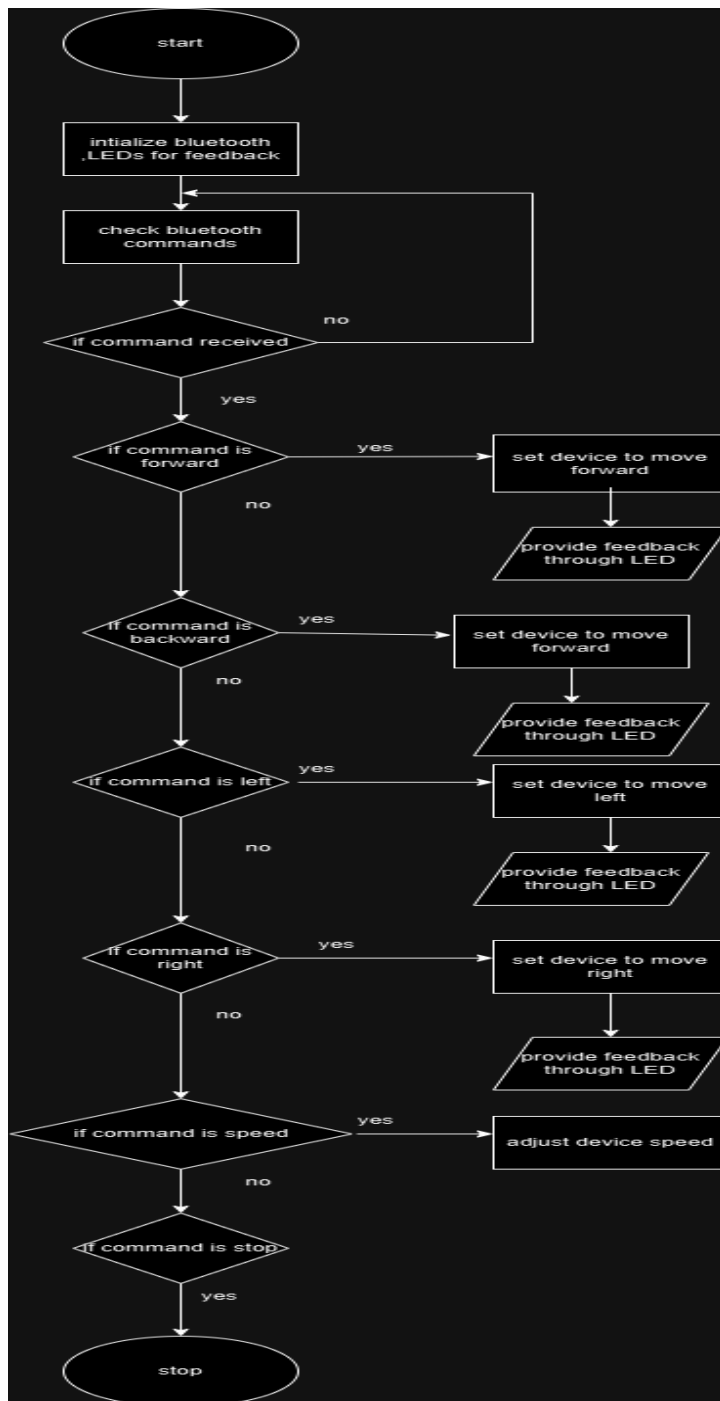 start
intialize bluetooth
,LEDs for feedback
check bluetooth
commands
if command received
no
yes
if command is
forward
yes
set device to move
forward
no
provide feedback
through LED
If command is
backward
yes
set device to move
forward
no
provide feedback
through LED
if command is left
yes
set device to move
left
no
provide feedback
through LED
If command is
right
yes
set device to move
right
no
provide feedback
through LED
if command is speed
yes
adjust device speed
no
if command is stop
yes
stop